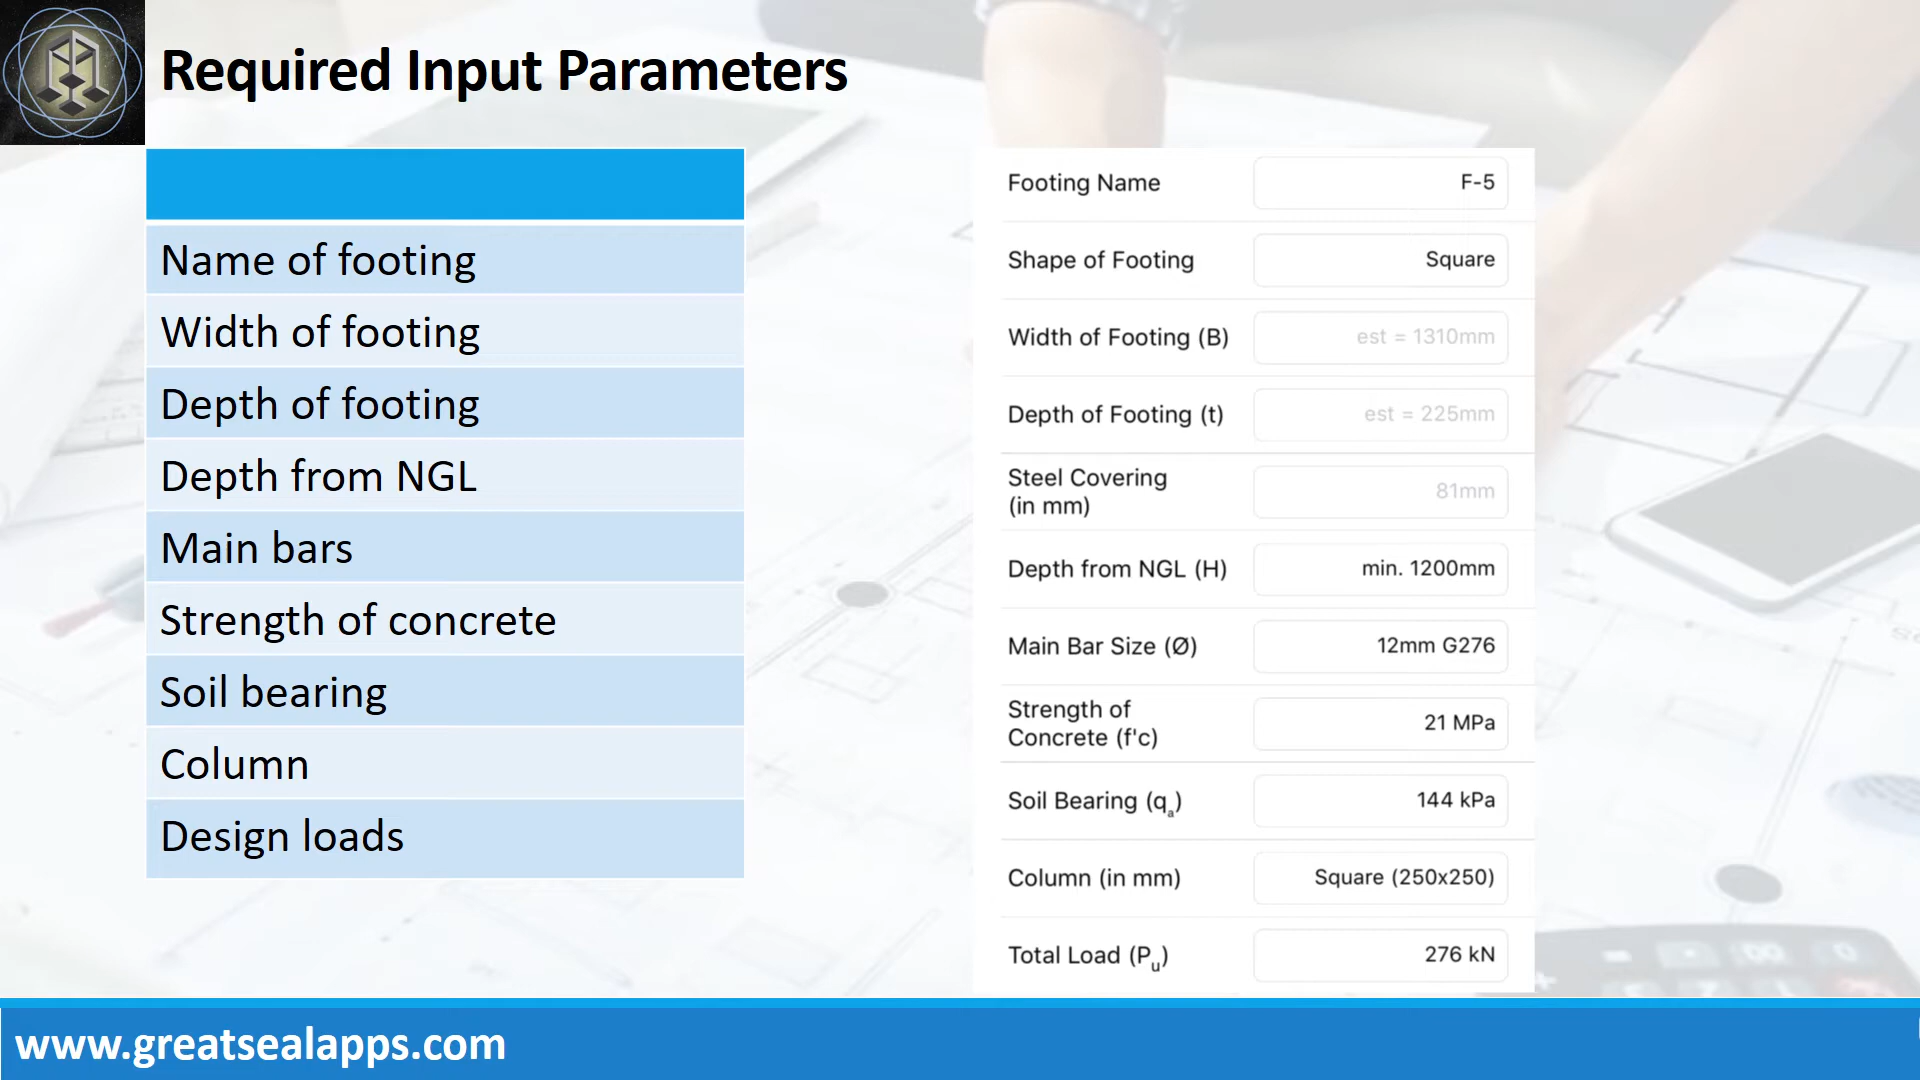 Required Input Parameters
Name of footing
Width of footing
Depth of footing
Depth from NGL
Main bars
Strength of concrete
Soil bearing
Column
Design loads
Footing Name F-5
Shape of Footing Square
Width of Footing (B) est = 1310mm
Depth of Footing (t) est = 225mm
Steel Covering
(in mm) 81mm
Depth from NGL (H) min. 1200mm
Main Bar Size (Ø) 12mm G276
Strength of
Concrete (f'c) 21 MPa
Soil Bearing (qa) 144 kPa
Column (in mm) Square (250x250)
Total Load (Pu) 276 kN
www.greatsealapps.com